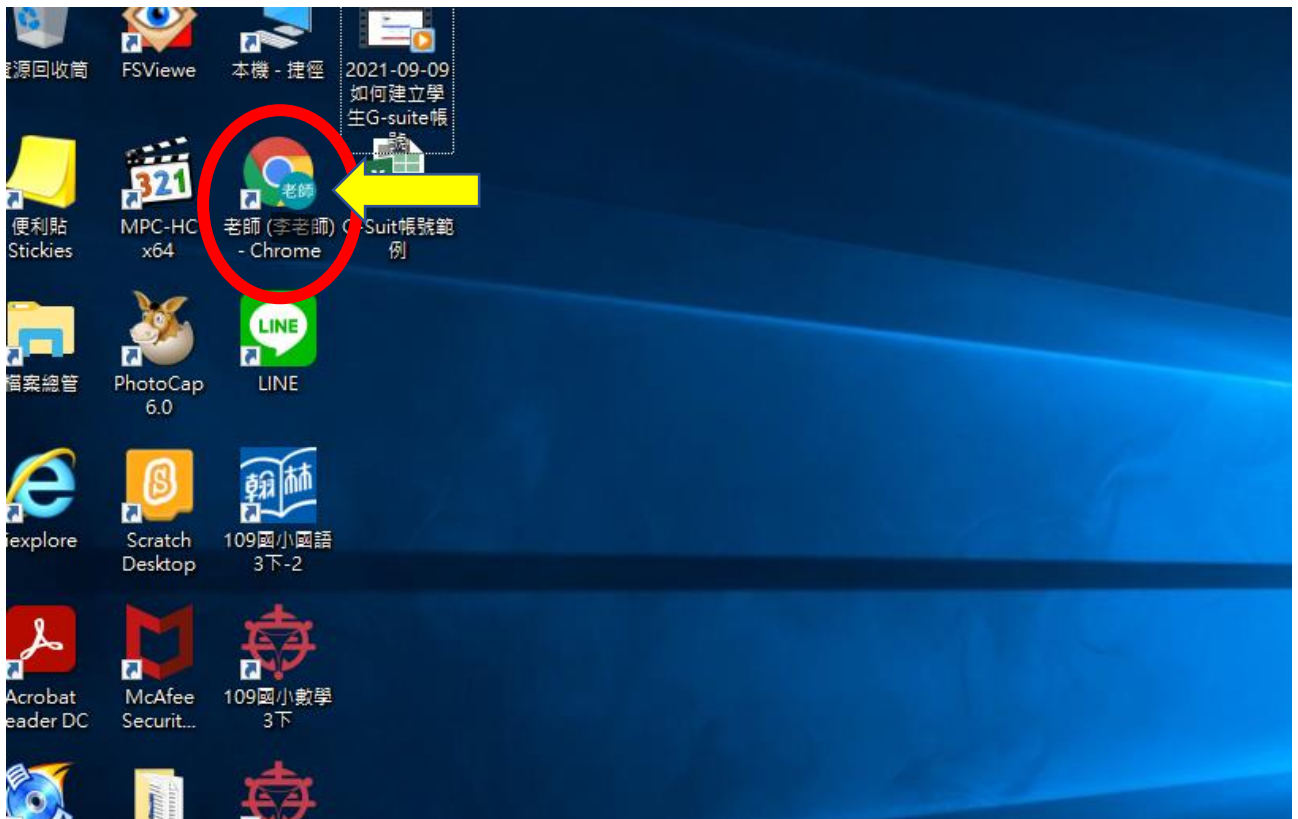 資源回收筒
FSViewe
本機 - 捷徑
2021-09-09
如何建立學
生G-suite帳
號
便利貼
Stickies
321
MPC-HC
x64
老師
老師 (李老師)
- Chrome
G-Suit帳號範
例
檔案總管
PhotoCap
6.0
LINE
LINE
iexplore
Scratch
Desktop
翰林
109國小國語
3下-2
Acrobat
Reader DC
McAfee
Securit...
109國小數學
3下